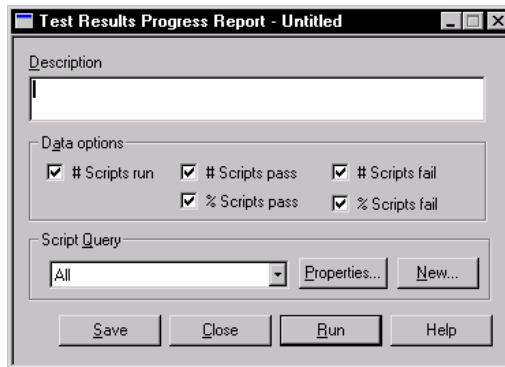 Test Results Progress Report - Untitled
Description
Data options
# Scripts run # Scripts pass # Scripts fail
% Scripts pass % Scripts fail
Script Query
All Properties... New...
Save Close Run Help